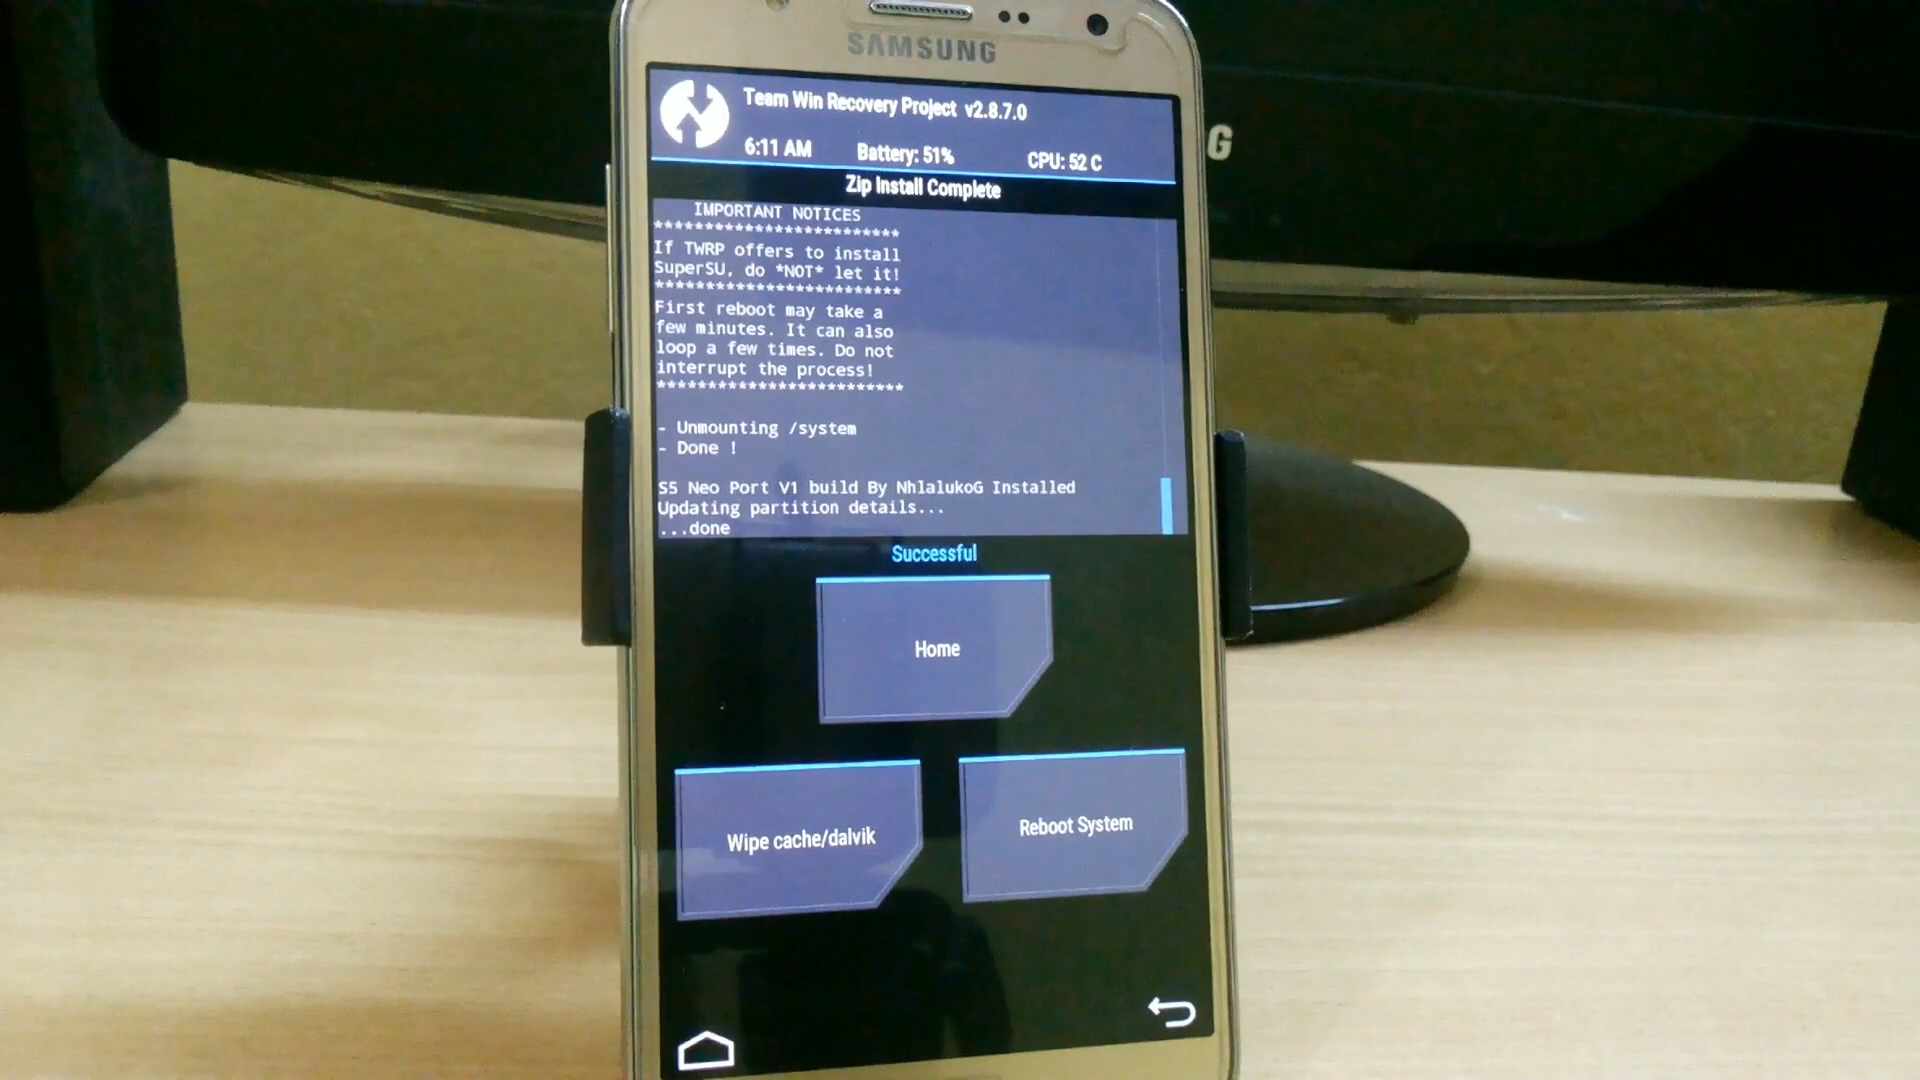 SAMSUNG
Team Win Recovery Project v2.8.7.0
6:11 AM Battery: 51% CPU: 52 C
Zip Install Complete
IMPORTANT NOTICES
*************************
If TWRP offers to install
SuperSU, do *NOT* let it!
*************************
First reboot may take a
few minutes. It can also
loop a few times. Do not
interrupt the process!
*************************
- Unmounting /system
- Done !
S5 Neo Port V1 build By NhlalukoG Installed
Updating partition details...
...done
Successful
Home
Wipe cache/dalvik
Reboot System
G